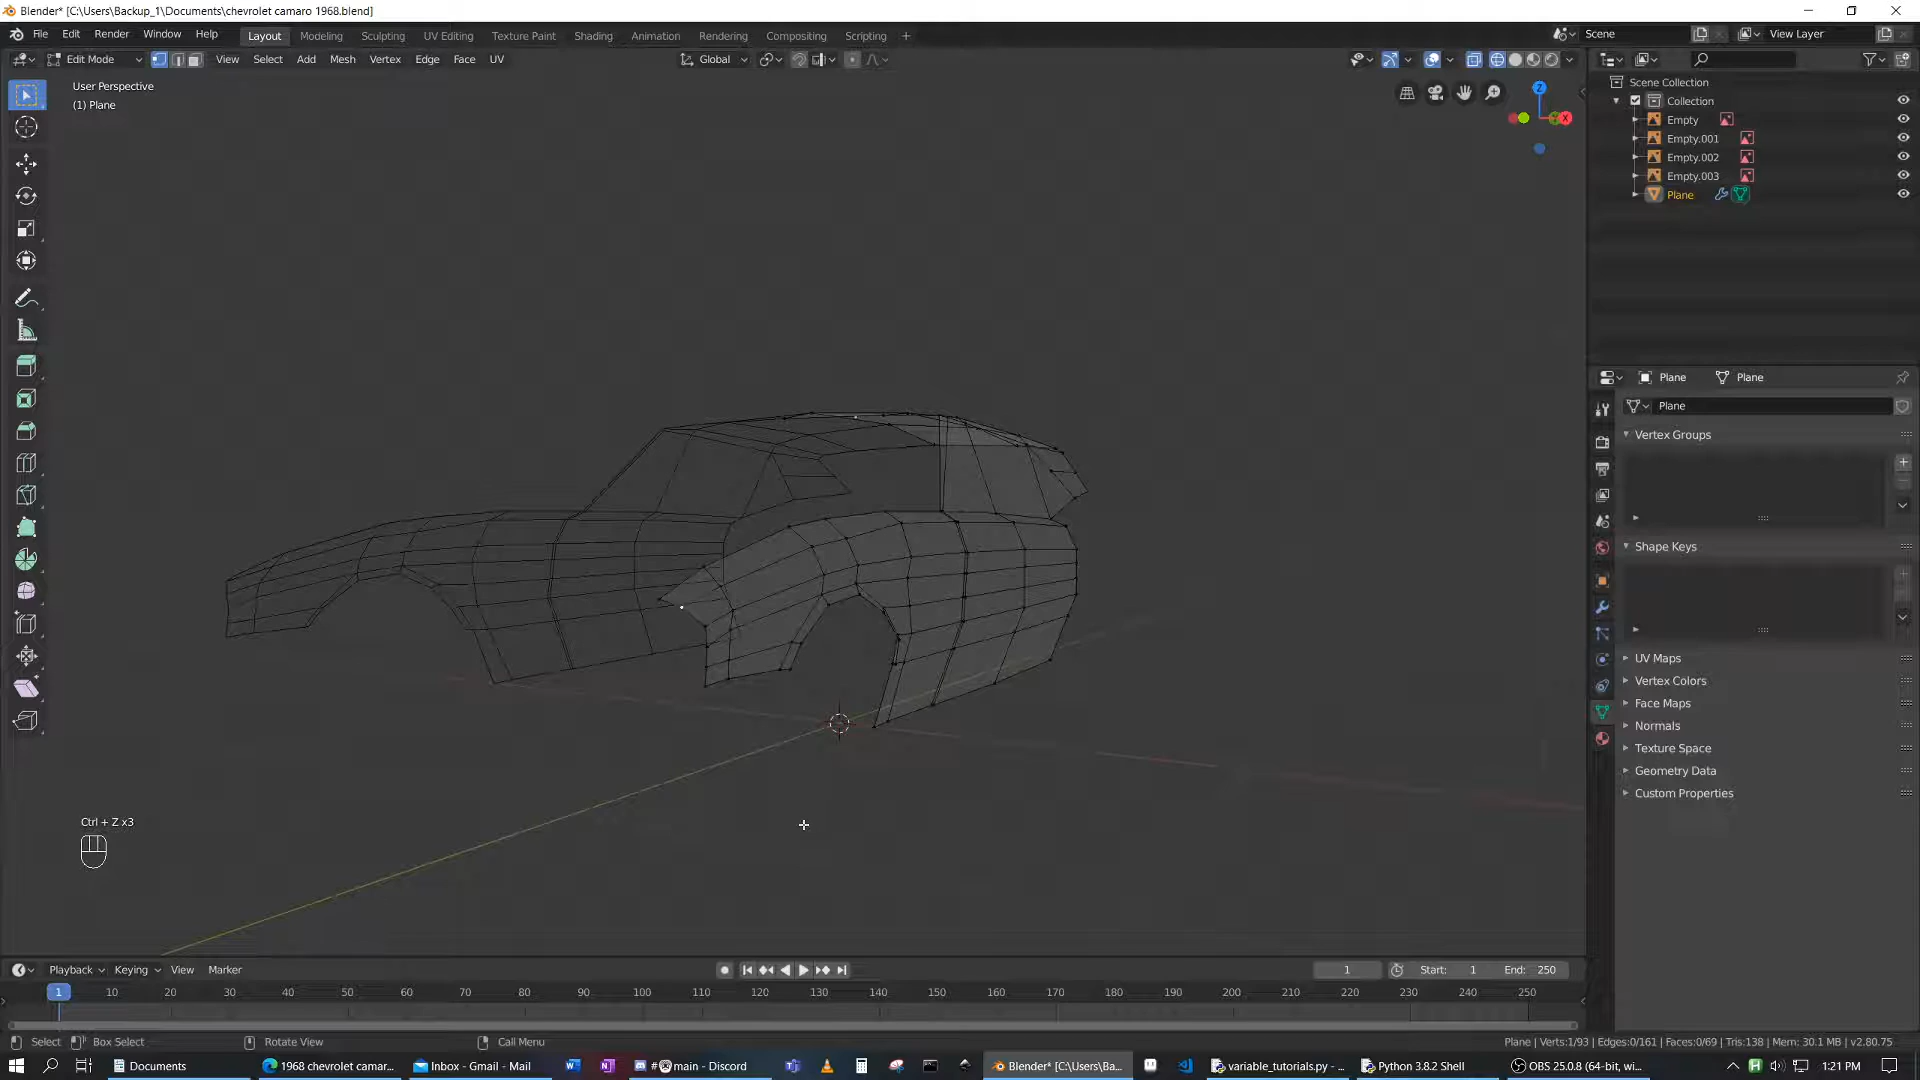 Blender* [C:\Users\Backup_1\Documents\chevrolet camaro 1968.blend]
File Edit Render Window Help Layout Modeling Sculpting UV Editing Texture Paint Shading Animation Rendering Compositing Scripting + Scene View Layer
Edit Mode View Select Add Mesh Vertex Edge Face UV Global
User Perspective
(1) Plane
Z
X
Scene Collection
Collection
Empty
Empty.001
Empty.002
Empty.003
Plane
Plane Plane
Plane
Vertex Groups
Shape Keys
UV Maps
Vertex Colors
Face Maps
Normals
Texture Space
Geometry Data
Custom Properties
Ctrl + Z x3
Playback Keying View Marker 1 Start: 1 End: 250
1 10 20 30 40 50 60 70 80 90 100 110 120 130 140 150 160 170 180 190 200 210 220 230 240 250
Select Box Select Rotate View Call Menu Plane | Verts:1/93 | Edges:0/161 | Faces:0/69 | Tris:138 | Mem: 30.1 MB | v2.80.75
Documents 1968 chevrolet camar... Inbox - Gmail - Mail #main - Discord Blender* [C:\Users\Ba... variable_tutorials.py - ... Python 3.8.2 Shell OBS 25.0.8 (64-bit, wi... 1:21 PM